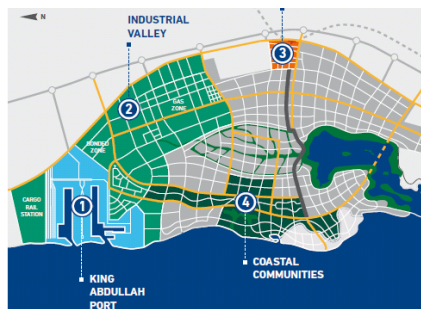 N
INDUSTRIAL
VALLEY
3
2
GAS
ZONE
BONDED
ZONE
CARGO
RAIL
STATION
1
4
COASTAL
COMMUNITIES
KING
ABDULLAH
PORT